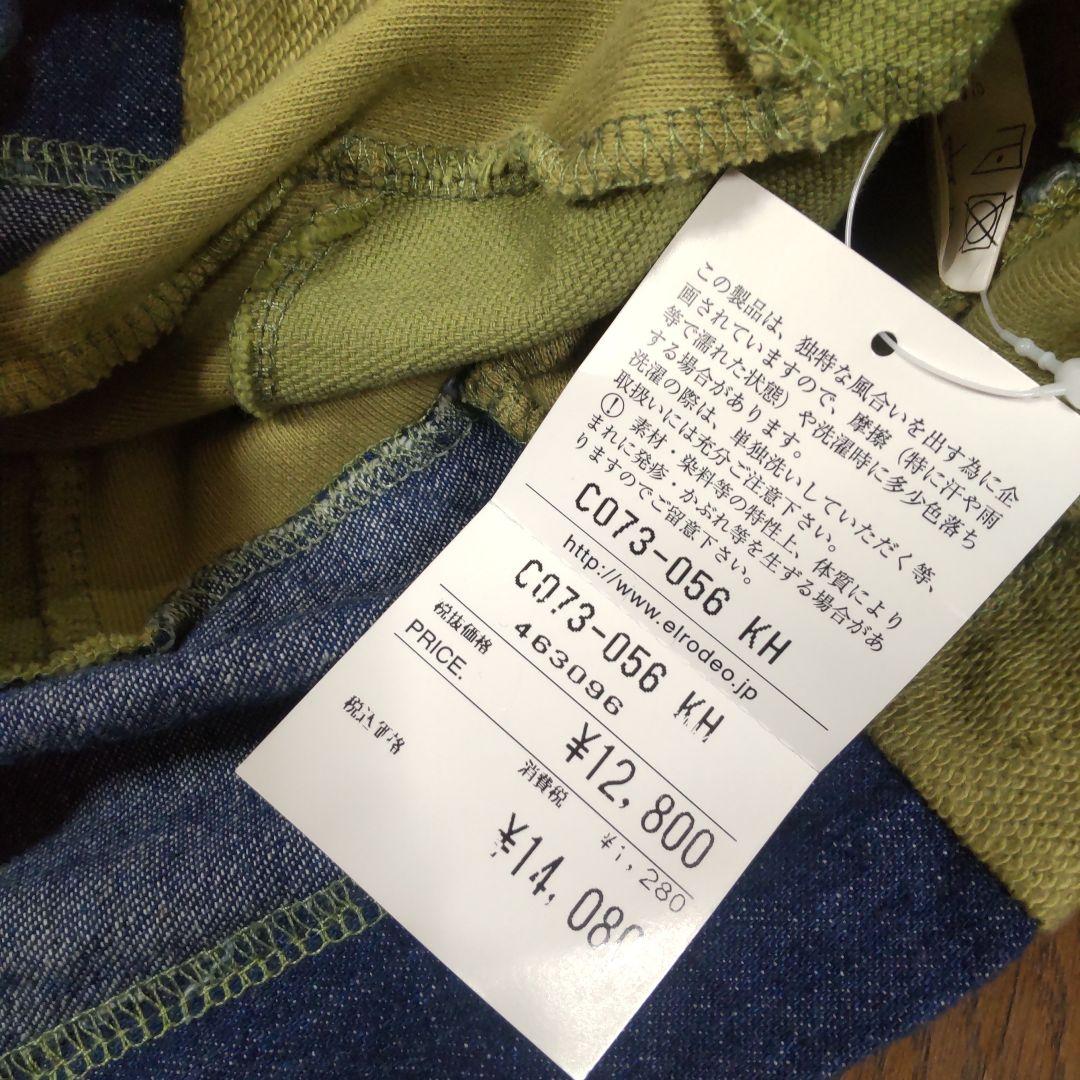 この製品は、独特な風合いを出す為に企
画されていますので、摩擦（特に汗や雨
等で濡れた状態）や洗濯時に多少色落ち
する場合があります。
洗濯の際は、単独洗いしていただく等、
取扱いには充分ご注意下さい。
① 素材・染料等の特性上、体質により
まれに発疹・かぶれ等を生ずる場合があ
りますのでご留意下さい。
C073-056 KH
http://www.elrodeo.jp
C073-056 KH
463096
税抜価格
PRICE.
¥12,800
消費税
¥1,280
税込価格
¥14,080